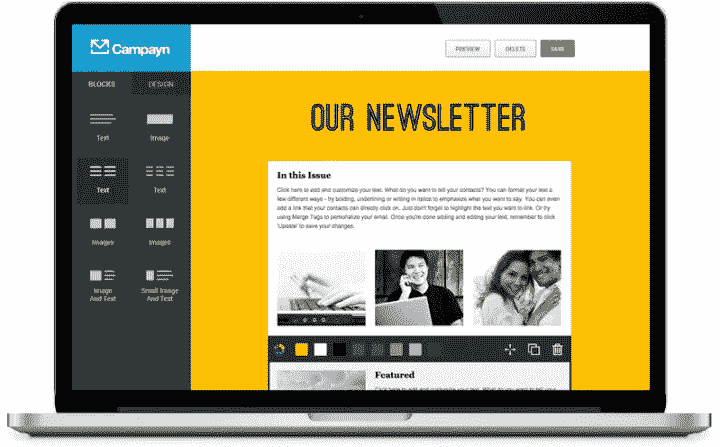 Campayn
PREVIEW
DELETE
SAVE
BLOCKS
DESIGN
Text
Image
Text
Text
Images
Images
Image
And Text
Small Image
And Text
OUR NEWSLETTER
In this Issue
Click here to add and customize your text. What do you want to tell your contacts? You can format your text a
few different ways - try bolding, underlining or writing in italics to emphasize what you want to say. You can even
add a link that your contacts can directly click on. Just don't forget to highlight the text you want to link. Or try
using Merge Tags to personalize your email. Once you're done adding and editing your text, remember to click
'Update' to save your changes.
Featured